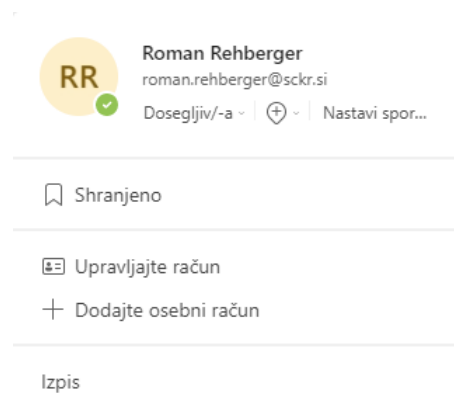 RR
Roman Rehberger
roman.rehberger@sckr.si
Dosegljiv/-a
Nastavi spor...
Shranjeno
Upravljajte račun
Dodajte osebni račun
Izpis